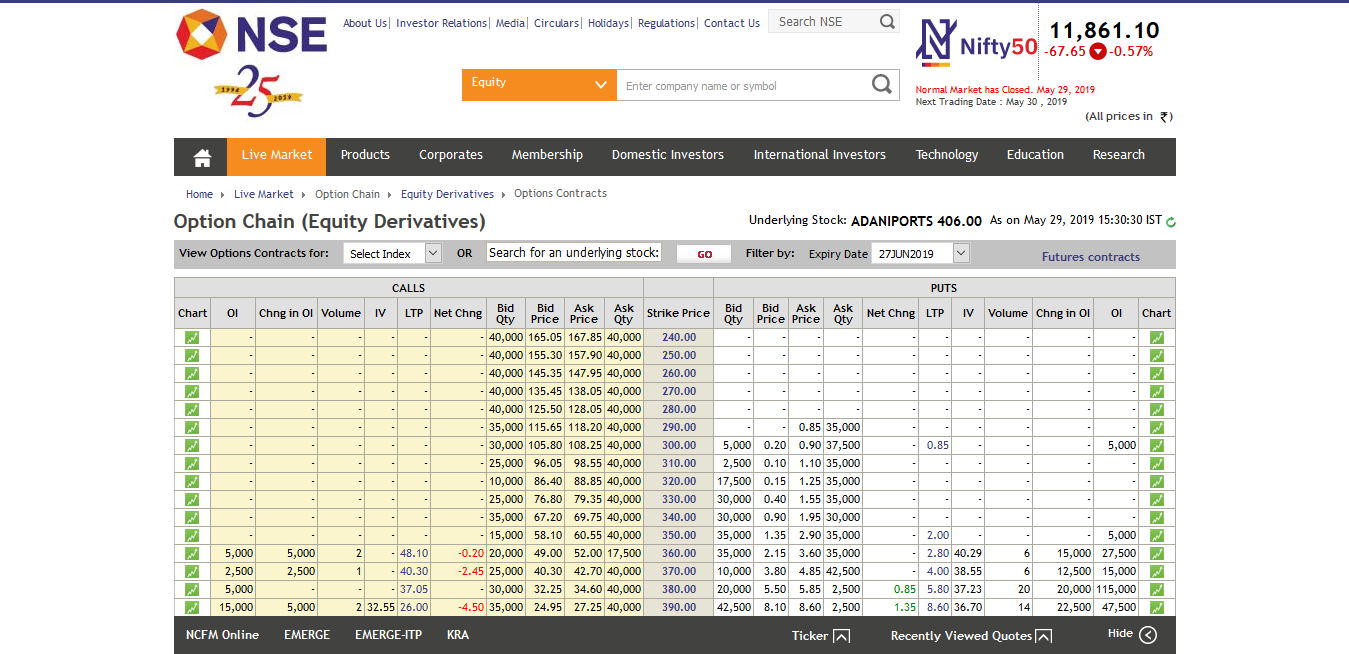 NSE
1994 25 2019
About Us| Investor Relations| Media| Circulars| Holidays| Regulations| Contact Us
Search NSE
Equity
Enter company name or symbol
Nifty50
11,861.10
-67.65 -0.57%
Normal Market has Closed. May 29, 2019
Next Trading Date : May 30 , 2019
(All prices in ₹)
Live Market Products Corporates Membership Domestic Investors International Investors Technology Education Research
Home Live Market Option Chain Equity Derivatives Options Contracts
Option Chain (Equity Derivatives)
Underlying Stock: ADANIPORTS 406.00 As on May 29, 2019 15:30:30 IST
View Options Contracts for: Select Index OR Search for an underlying stock: GO Filter by: Expiry Date 27JUN2019 Futures contracts
CALLS PUTS
Chart OI Chng in OI Volume IV LTP Net Chng Bid Qty Bid Price Ask Price Ask Qty Strike Price Bid Qty Bid Price Ask Price Ask Qty Net Chng LTP IV Volume Chng in OI OI Chart
- - - - - - 40,000 165.05 167.85 40,000 240.00 - - - - - - - - - -
- - - - - - 40,000 155.30 157.90 40,000 250.00 - - - - - - - - - -
- - - - - - 40,000 145.35 147.95 40,000 260.00 - - - - - - - - - -
- - - - - - 40,000 135.45 138.05 40,000 270.00 - - - - - - - - - -
- - - - - - 40,000 125.50 128.05 40,000 280.00 - - - - - - - - - -
- - - - - - 35,000 115.65 118.20 40,000 290.00 - - 0.85 35,000 - - - - - -
- - - - - - 30,000 105.80 108.25 40,000 300.00 5,000 0.20 0.90 37,500 - 0.85 - - - 5,000
- - - - - - 25,000 96.05 98.55 40,000 310.00 2,500 0.10 1.10 35,000 - - - - - -
- - - - - - 10,000 86.40 88.85 40,000 320.00 17,500 0.15 1.25 35,000 - - - - - -
- - - - - - 25,000 76.80 79.35 40,000 330.00 30,000 0.40 1.55 35,000 - - - - - -
- - - - - - 35,000 67.20 69.75 40,000 340.00 30,000 0.90 1.95 30,000 - - - - - -
- - - - - - 15,000 58.10 60.55 40,000 350.00 35,000 1.35 2.90 35,000 - 2.00 - - - 5,000
5,000 5,000 2 - 48.10 -0.20 20,000 49.00 52.00 17,500 360.00 35,000 2.15 3.60 35,000 - 2.80 40.29 6 15,000 27,500
2,500 2,500 1 - 40.30 -2.45 25,000 40.30 42.70 40,000 370.00 10,000 3.80 4.85 42,500 - 4.00 38.55 6 12,500 15,000
5,000 - - - 37.05 - 30,000 32.25 34.60 40,000 380.00 20,000 5.50 5.85 2,500 0.85 5.80 37.23 20 20,000 115,000
15,000 5,000 2 32.55 26.00 -4.50 35,000 24.95 27.25 40,000 390.00 42,500 8.10 8.60 2,500 1.35 8.60 36.70 14 22,500 47,500
NCFM Online EMERGE EMERGE-ITP KRA Ticker Recently Viewed Quotes Hide